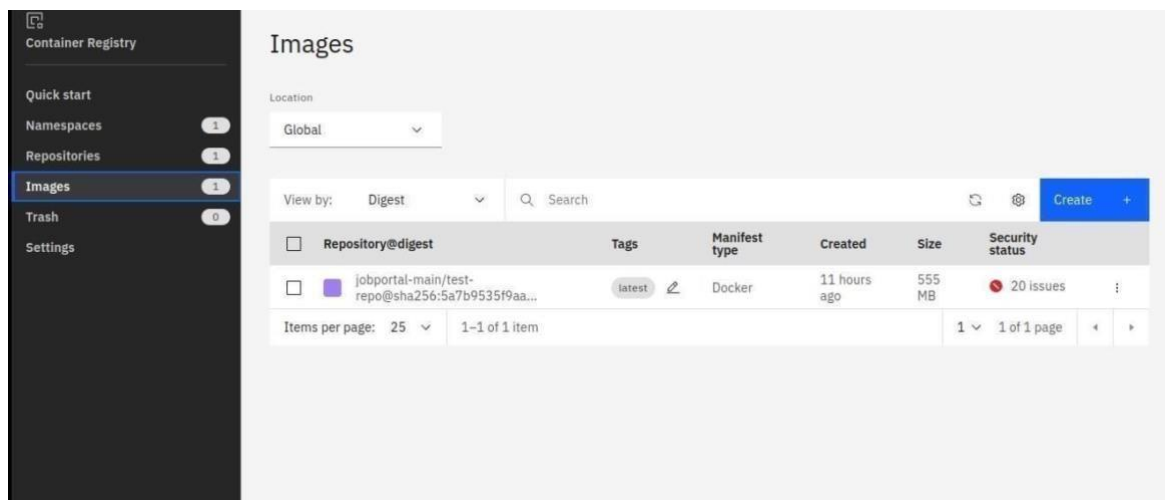 Container Registry
Quick start
Namespaces 1
Repositories 1
Images 1
Trash 0
Settings
Images
Location
Global
View by: Digest Search Create +
Repository@digest Tags Manifest type Created Size Security status
jobportal-main/test-
repo@sha256:5a7b9535f9aa... latest Docker 11 hours ago 555 MB 20 issues
Items per page: 25 1–1 of 1 item 1 1 of 1 page